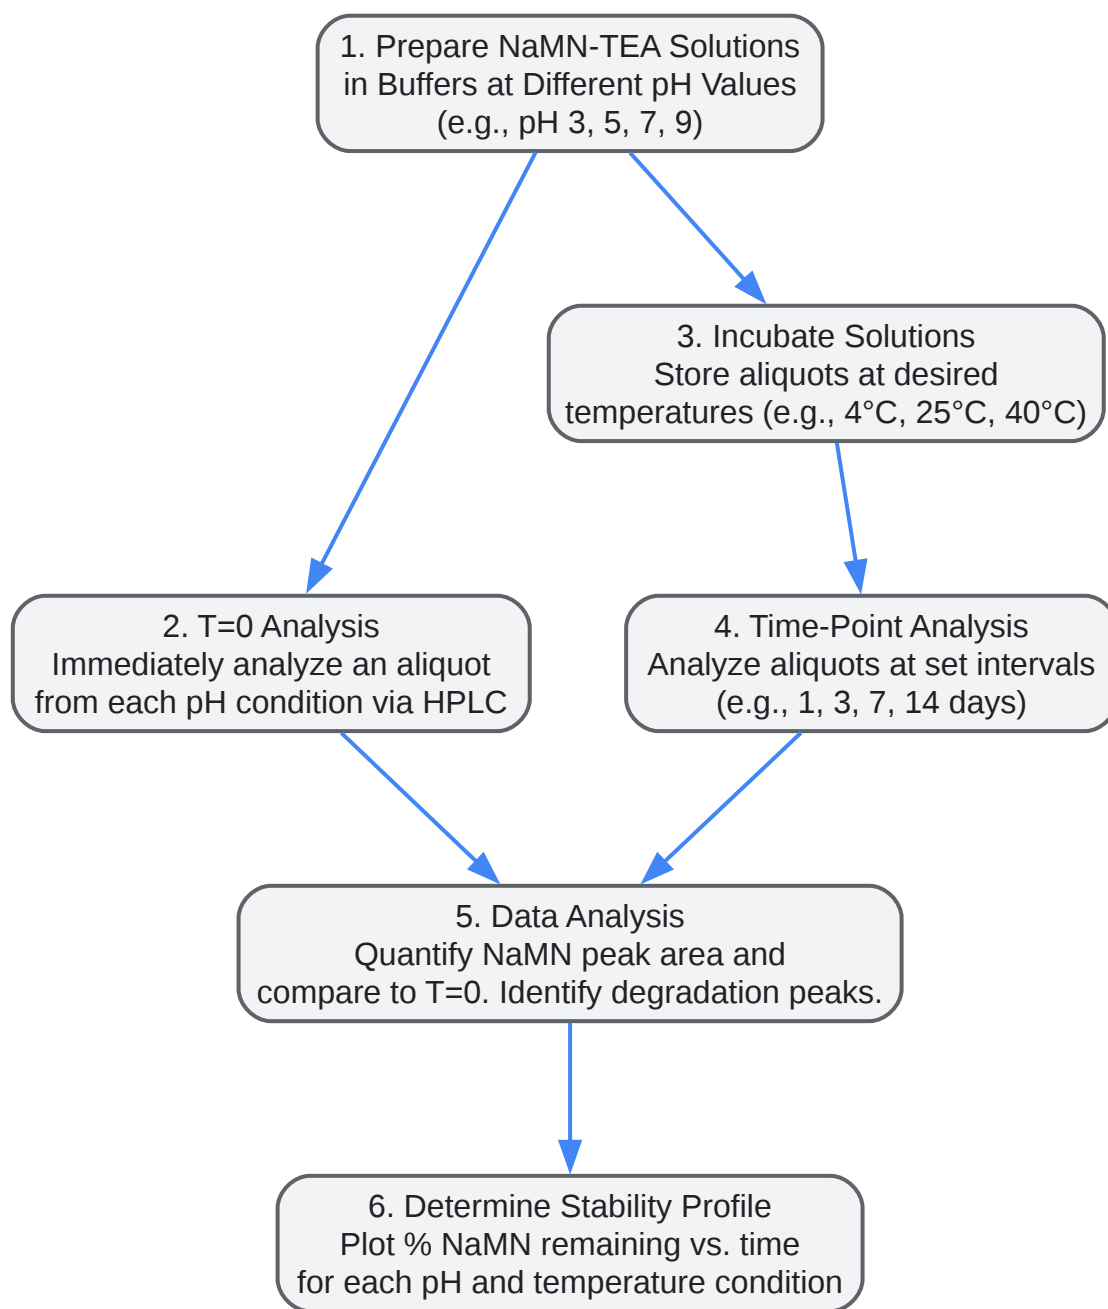 1. Prepare NaMN-TEA Solutions
in Buffers at Different pH Values
(e.g., pH 3, 5, 7, 9)
3. Incubate Solutions
Store aliquots at desired
temperatures (e.g., 4°C, 25°C, 40°C)
2. T=0 Analysis
Immediately analyze an aliquot
from each pH condition via HPLC
4. Time-Point Analysis
Analyze aliquots at set intervals
(e.g., 1, 3, 7, 14 days)
5. Data Analysis
Quantify NaMN peak area and
compare to T=0. Identify degradation peaks.
6. Determine Stability Profile
Plot % NaMN remaining vs. time
for each pH and temperature condition